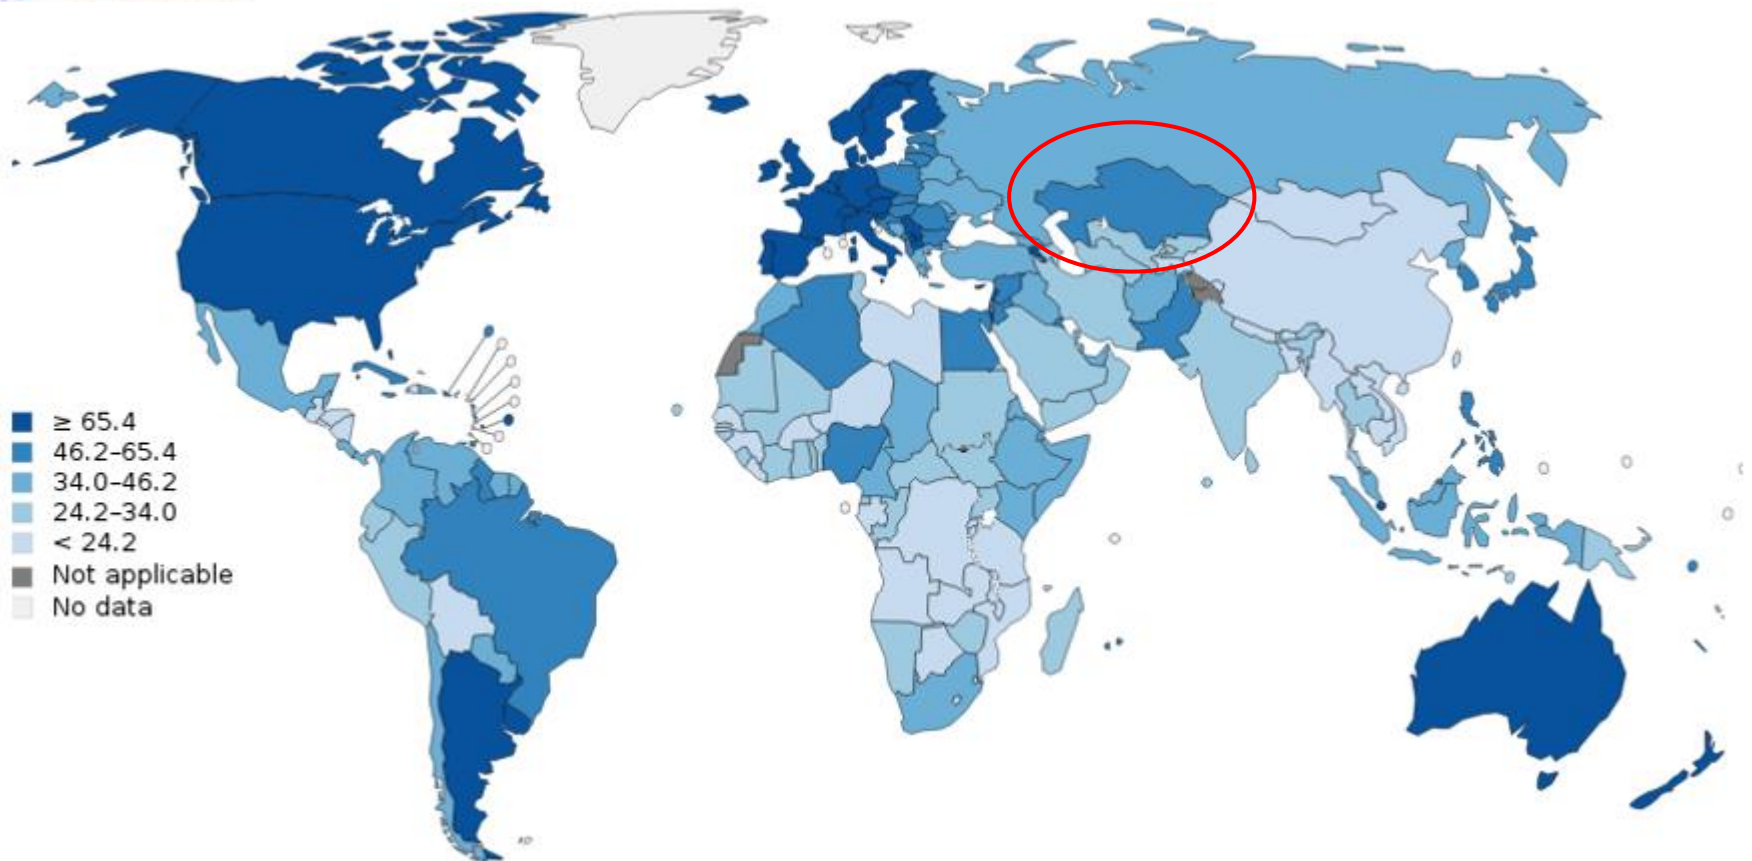 ≥ 65.4
46.2–65.4
34.0–46.2
24.2–34.0
< 24.2
Not applicable
No data